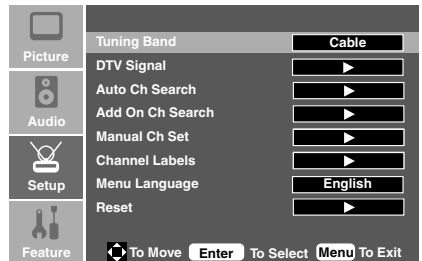 Picture
Audio
Setup
Feature
Tuning Band Cable
DTV Signal
Auto Ch Search
Add On Ch Search
Manual Ch Set
Channel Labels
Menu Language English
Reset
To Move Enter To Select Menu To Exit